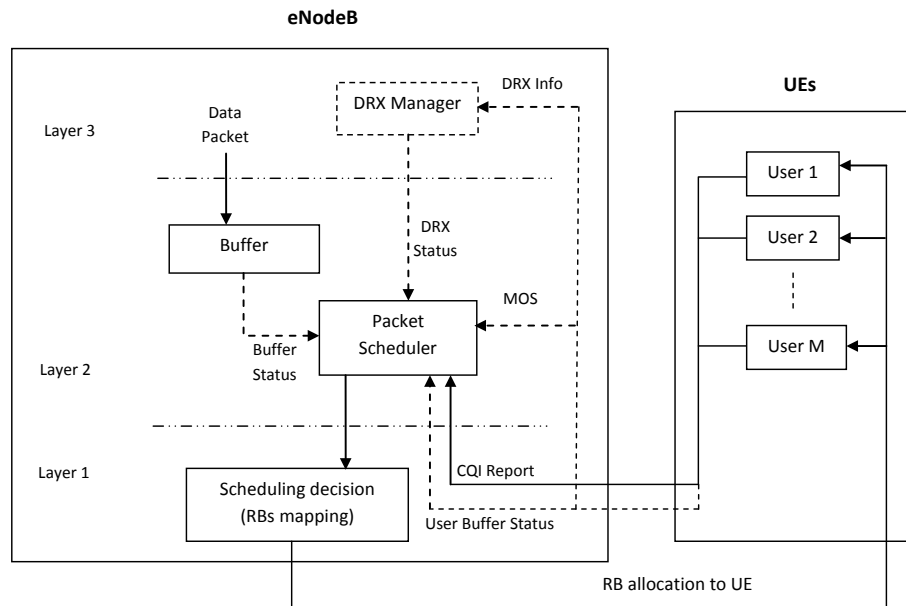 eNodeB
DRX Info
DRX Manager
UEs
Data
Packet
Layer 3
User 1
User 2
User M
Buffer
DRX
Status
MOS
Packet
Scheduler
Buffer
Status
Layer 2
Layer 1
CQI Report
Scheduling decision
(RBs mapping)
User Buffer Status
RB allocation to UE